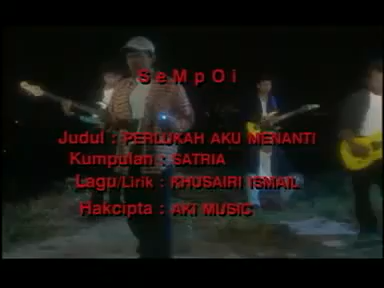 SeMpOi
Judul : PERLUKAH AKU MENANTI
Kumpulan : SATRIA
Lagu/Lirik : KHUSAIRI ISMAIL
Hakcipta : AKI MUSIC